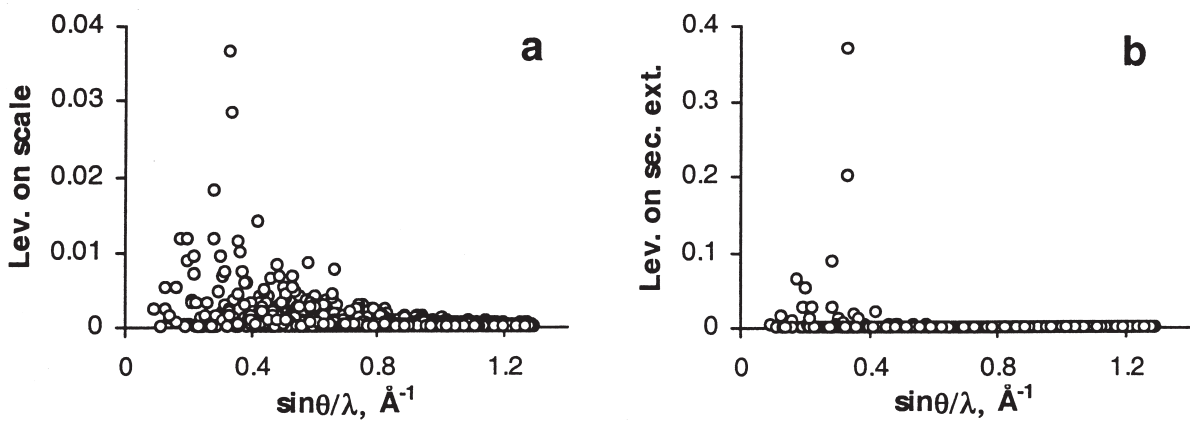 a
Lev. on scale
0.04
0.03
0.02
0.01
0
0 0.4 0.8 1.2
sinθ/λ, Å⁻¹
b
Lev. on sec. ext.
0.4
0.3
0.2
0.1
0
0 0.4 0.8 1.2
sinθ/λ, Å⁻¹